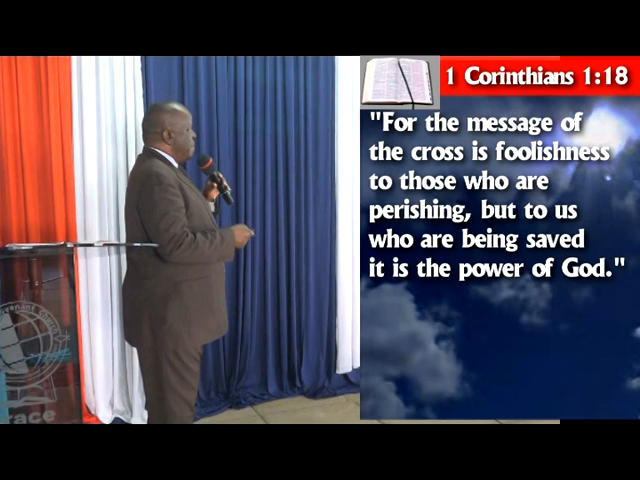 1 Corinthians 1:18
"For the message of
the cross is foolishness
to those who are
perishing, but to us
who are being saved
it is the power of God."